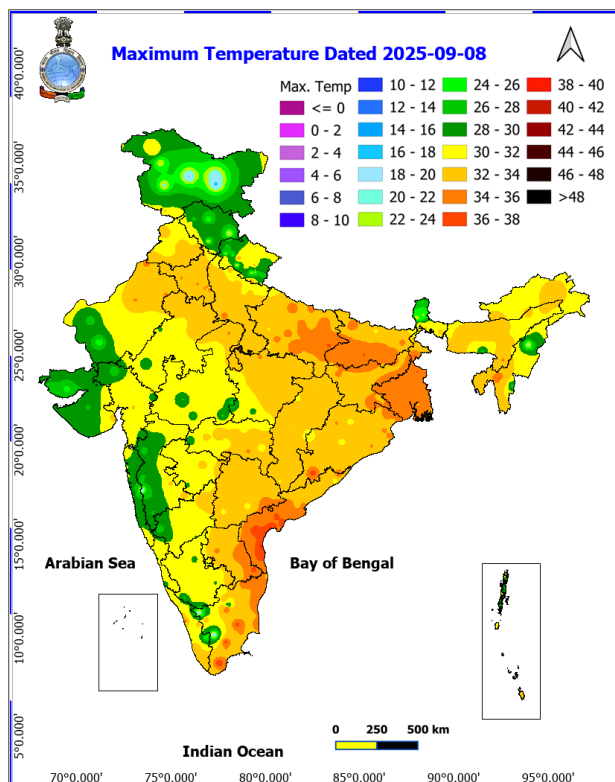 Maximum Temperature Dated 2025-09-08
Max. Temp
<= 0
0 - 2
2 - 4
4 - 6
6 - 8
8 - 10
10 - 12
12 - 14
14 - 16
16 - 18
18 - 20
20 - 22
22 - 24
24 - 26
26 - 28
28 - 30
30 - 32
32 - 34
34 - 36
36 - 38
38 - 40
40 - 42
42 - 44
44 - 46
46 - 48
>48
40°0.000'
35°0.000'
30°0.000'
25°0.000'
20°0.000'
15°0.000'
10°0.000'
5°0.000'
Arabian Sea
Bay of Bengal
0 250 500 km
Indian Ocean
70°0.000' 75°0.000' 80°0.000' 85°0.000' 90°0.000' 95°0.000'